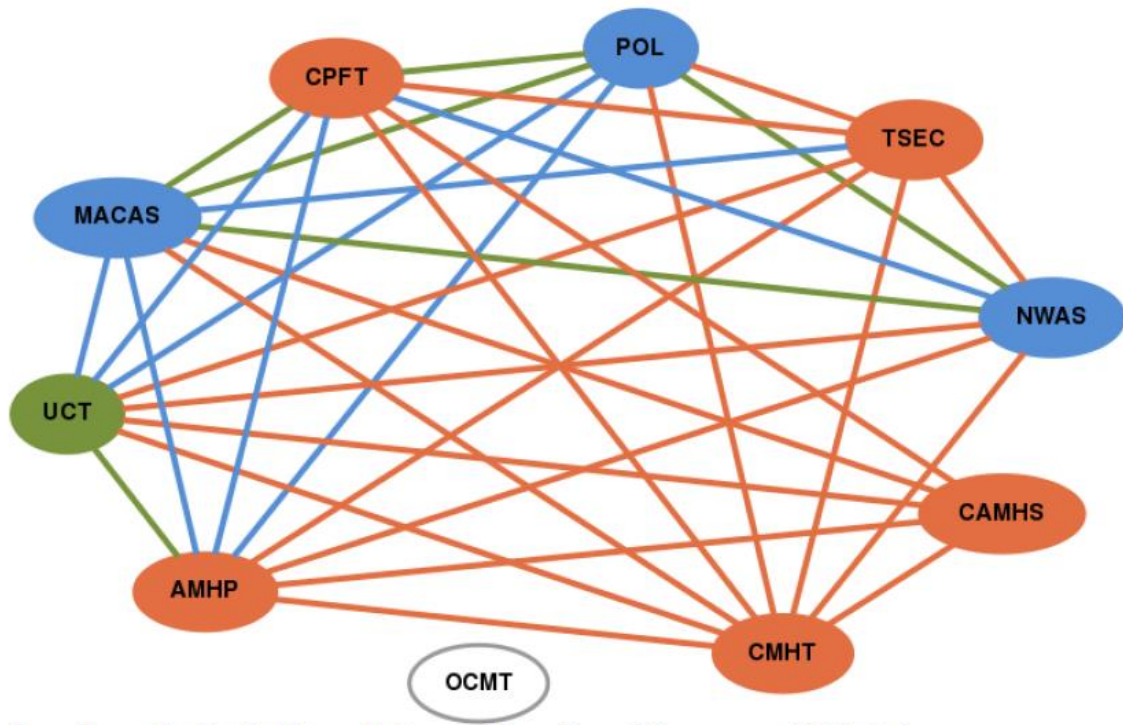 POL
CPFT
TSEC
MACAS
NWAS
UCT
CAMHS
AMHP
CMHT
OCMT